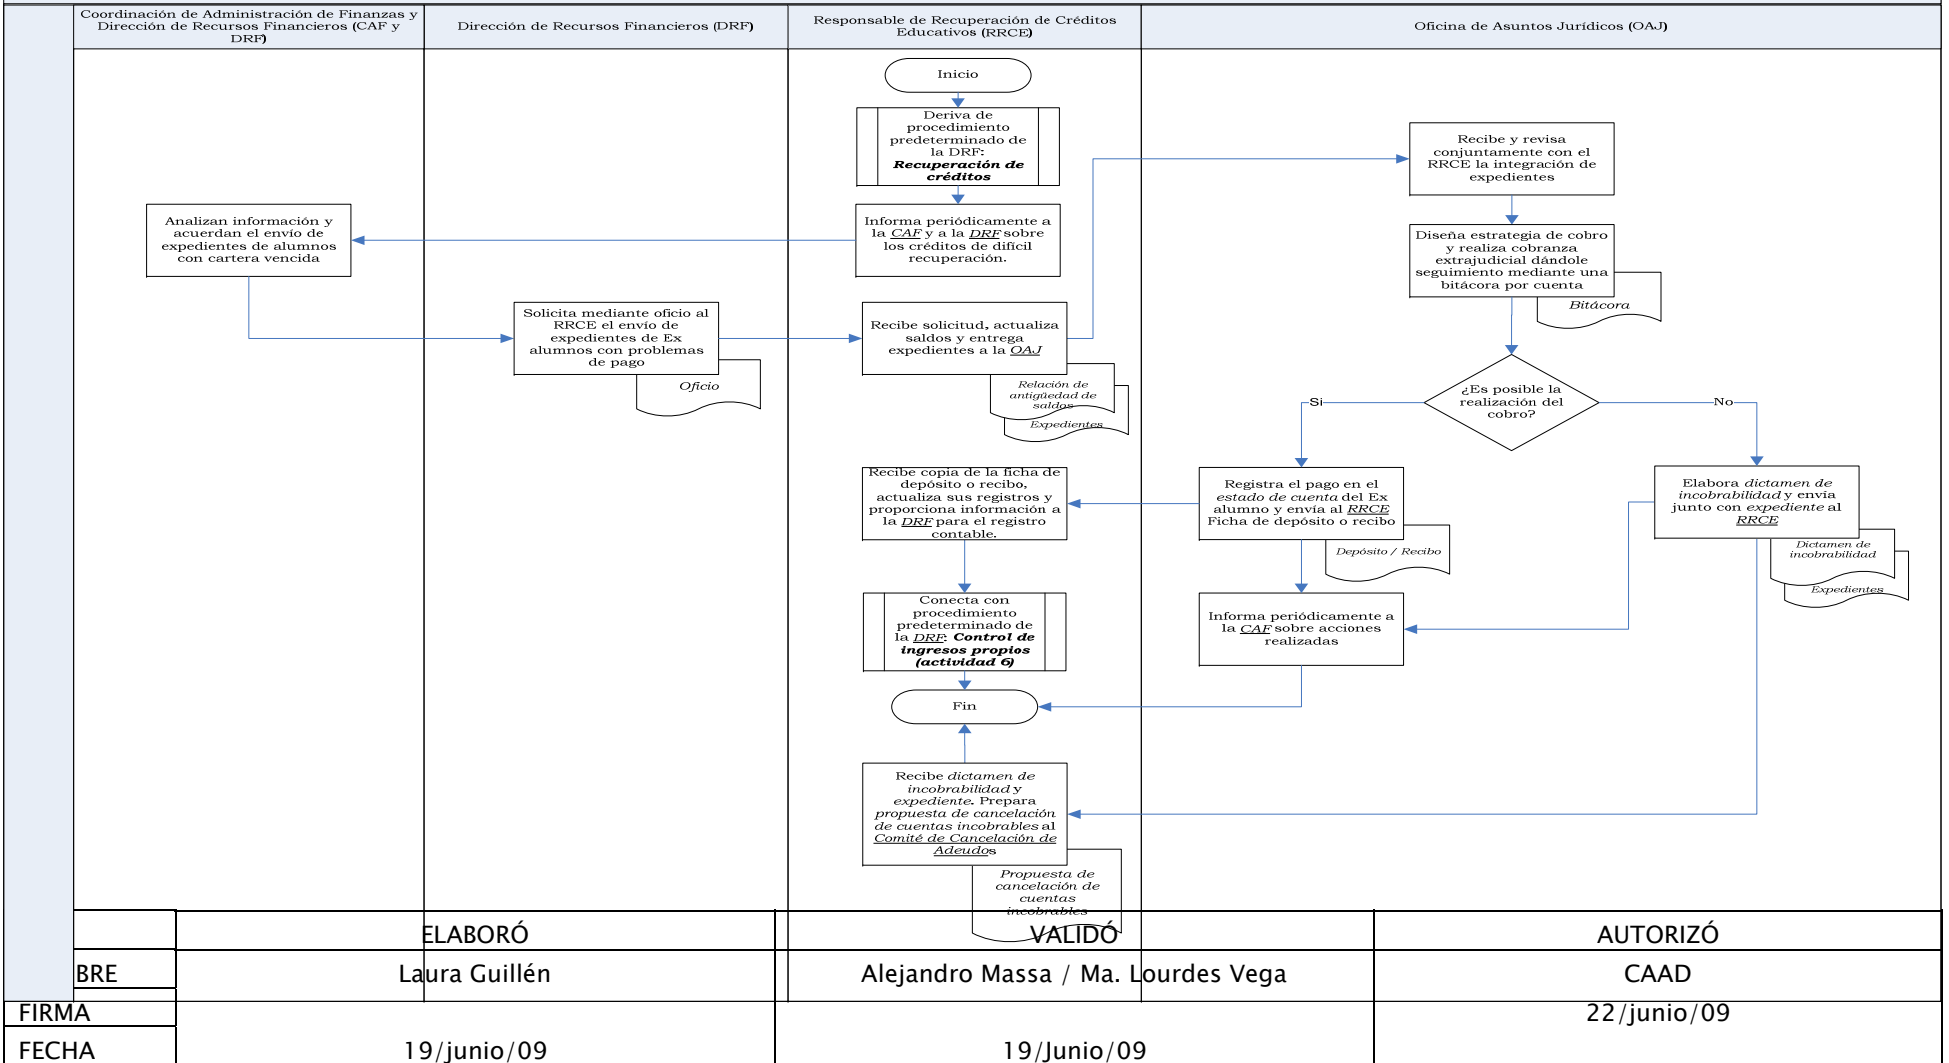 Coordinación de Administración de Finanzas y
Dirección de Recursos Financieros (CAF y
DRF)
Dirección de Recursos Financieros (DRF)
Responsable de Recuperación de Créditos
Educativos (RRCE)
Oficina de Asuntos Jurídicos (OAJ)
Inicio
Deriva de
procedimiento
predeterminado de
la DRF:
Recuperación de
créditos
Informa periódicamente a
la CAF y a la DRF sobre
los créditos de difícil
recuperación.
Analizan información y
acuerdan el envío de
expedientes de alumnos
con cartera vencida
Solicita mediante oficio al
RRCE el envío de
expedientes de Ex
alumnos con problemas
de pago
Oficio
Recibe solicitud, actualiza
saldos y entrega
expedientes a la OAJ
Relación de
antigüedad de
saldos
Expedientes
Recibe y revisa
conjuntamente con el
RRCE la integración de
expedientes
Diseña estrategia de cobro
y realiza cobranza
extrajudicial dándole
seguimiento mediante una
bitácora por cuenta
Bitácora
¿Es posible la
realización del
cobro?
Si
No
Registra el pago en el
estado de cuenta del Ex
alumno y envía al RRCE
Ficha de depósito o recibo
Depósito / Recibo
Elabora dictamen de
incobrabilidad y envía
junto con expediente al
RRCE
Dictamen de
incobrabilidad
Expedientes
Recibe copia de la ficha de
depósito o recibo,
actualiza sus registros y
proporciona información a
la DRF para el registro
contable.
Informa periódicamente a
la CAF sobre acciones
realizadas
Conecta con
procedimiento
predeterminado de
la DRF: Control de
ingresos propios
(actividad 6)
Fin
Recibe dictamen de
incobrabilidad y
expediente. Prepara
propuesta de cancelación
de cuentas incobrables al
Comité de Cancelación de
Adeudos
Propuesta de
cancelación de
cuentas
incobrables
ELABORÓ VALIDÓ AUTORIZÓ
BRE Laura Guillén Alejandro Massa / Ma. Lourdes Vega CAAD
FIRMA 22/junio/09
FECHA 19/junio/09 19/Junio/09